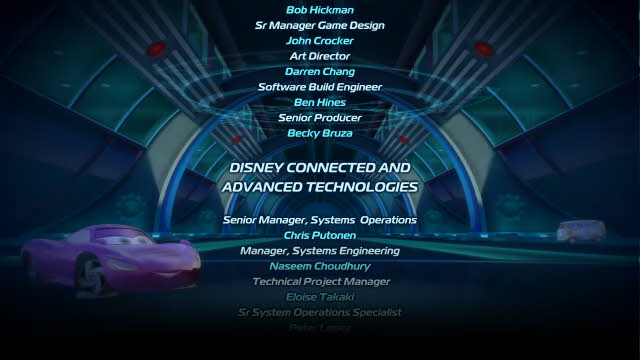 Bob Hickman
Sr Manager Game Design
John Crocker
Art Director
Darren Chang
Software Build Engineer
Ben Hines
Senior Producer
Becky Bruza
DISNEY CONNECTED AND
ADVANCED TECHNOLOGIES
Senior Manager, Systems Operations
Chris Putonen
Manager, Systems Engineering
Naseem Choudhury
Technical Project Manager
Eloise Takaki
Sr System Operations Specialist
Peter Lopez